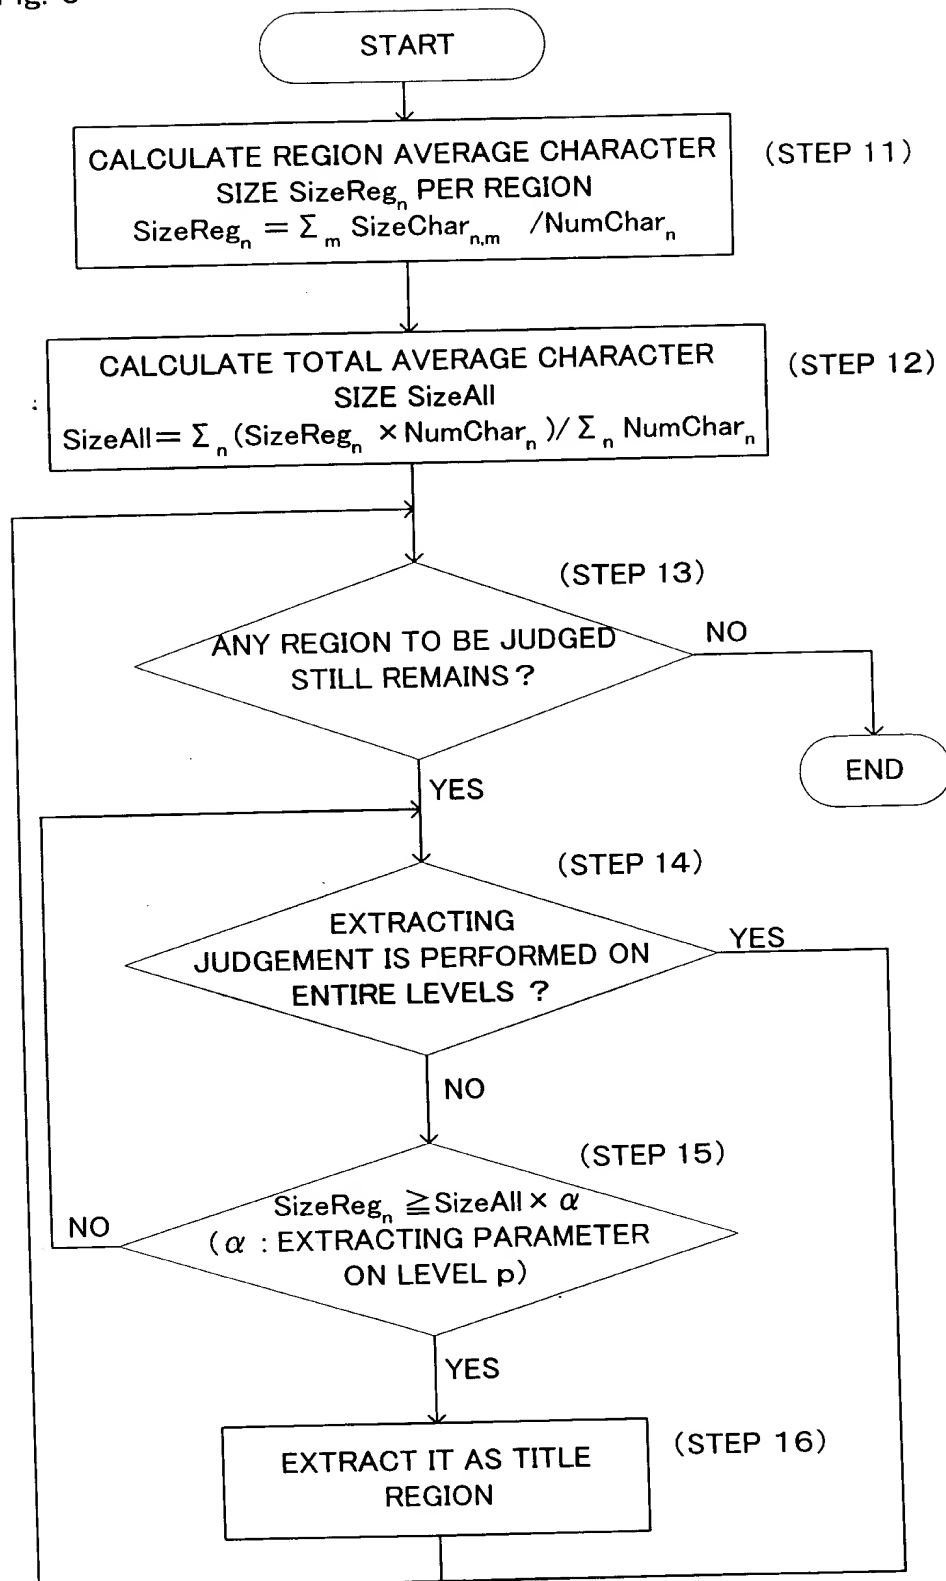 START
CALCULATE REGION AVERAGE CHARACTER
SIZE SizeRegₙ PER REGION
SizeRegₙ = Σₘ SizeCharₙ,ₘ /NumCharₙ
(STEP 11)
CALCULATE TOTAL AVERAGE CHARACTER
SIZE SizeAll
SizeAll= Σₙ(SizeRegₙ ×NumCharₙ)/ Σₙ NumCharₙ
(STEP 12)
(STEP 13)
ANY REGION TO BE JUDGED
STILL REMAINS ?
NO
END
YES
(STEP 14)
EXTRACTING
JUDGEMENT IS PERFORMED ON
ENTIRE LEVELS ?
YES
NO
(STEP 15)
SizeRegₙ ≧SizeAll× α
(α : EXTRACTING PARAMETER
ON LEVEL p)
NO
YES
EXTRACT IT AS TITLE
REGION
(STEP 16)